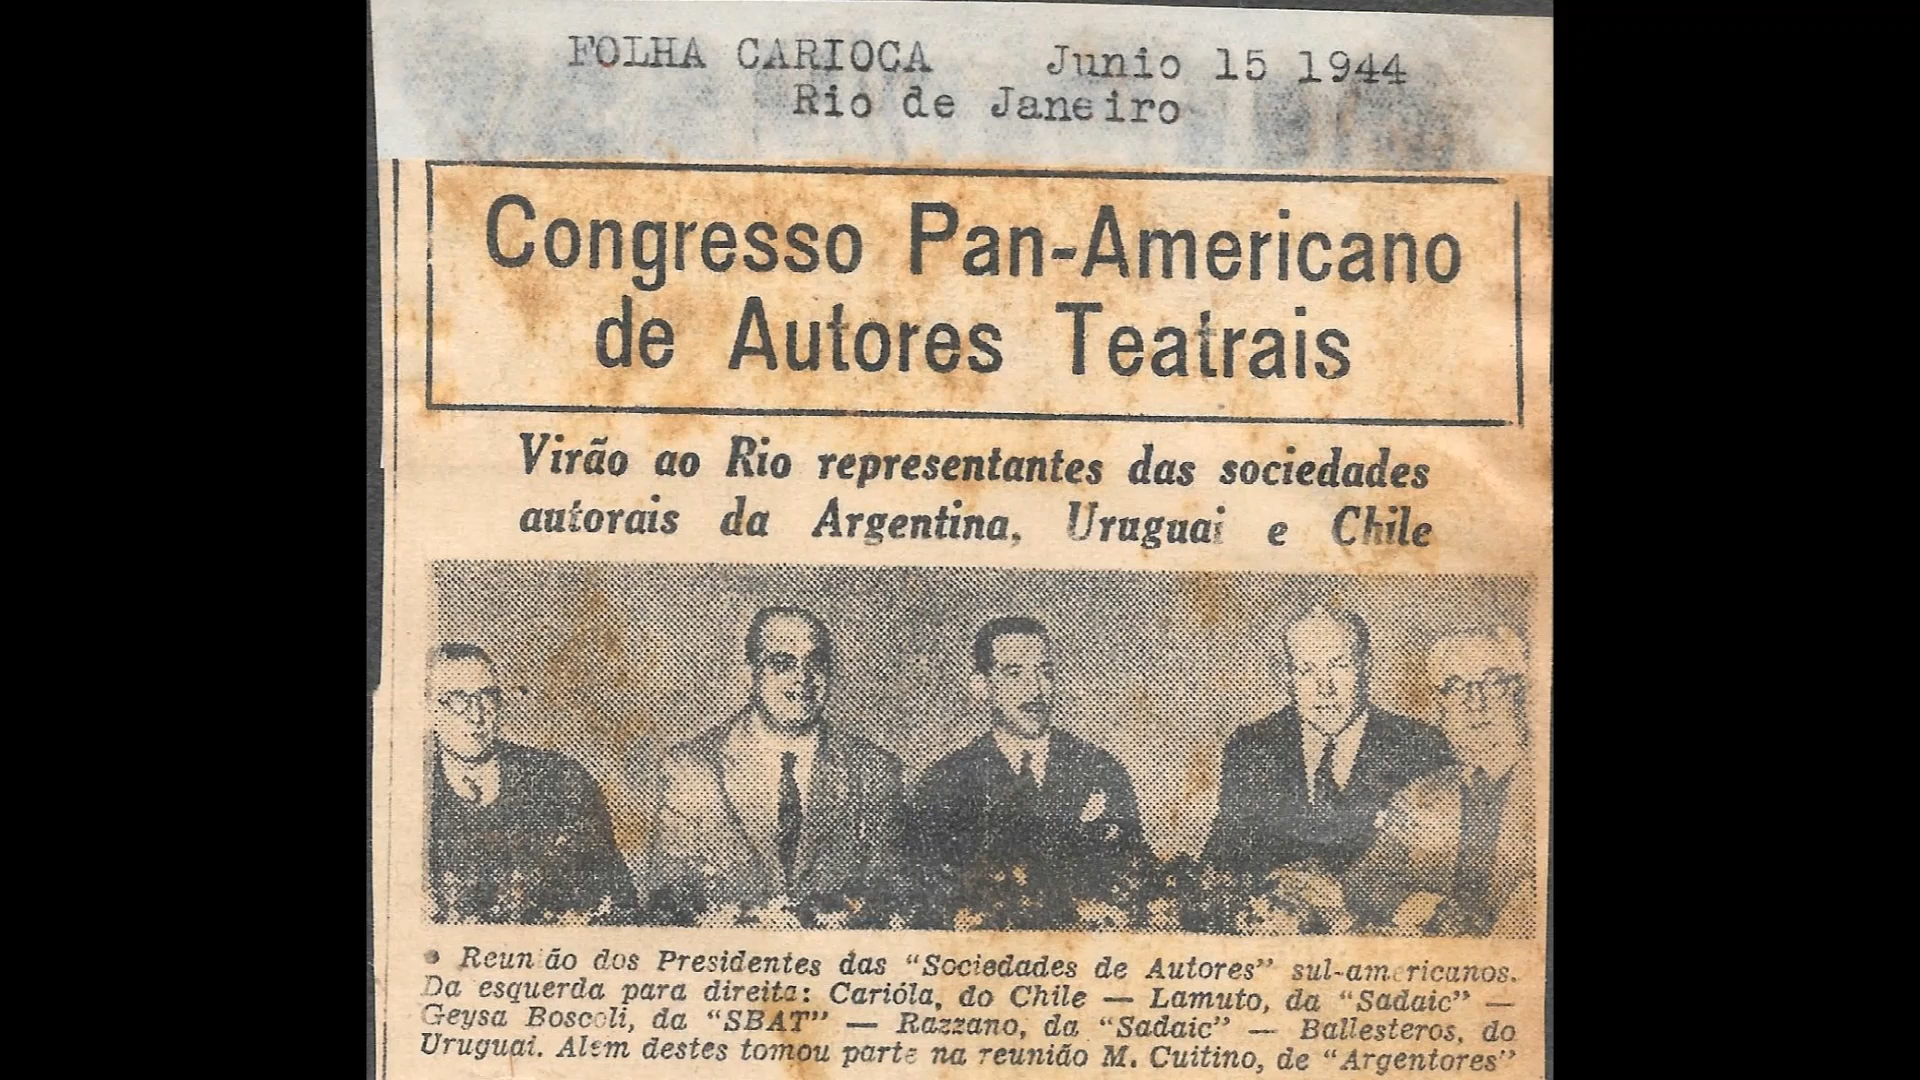 FOLHA CARIOCA Junio 15 1944
Rio de Janeiro
Congresso Pan-Americano
de Autores Teatrais
Virão ao Rio representantes das sociedades
autorais da Argentina, Uruguai e Chile
• Reunião dos Presidentes das "Sociedades de Autores" sul-americanos.
Da esquerda para direita: Carióla, do Chile — Lamuto, da "Sadaic" —
Geysa Boscoli, da "SBAT" — Razzano, da "Sadaic" — Ballesteros, do
Uruguai. Alem destes tomou parte na reunião M. Cuitino, de "Argentores"